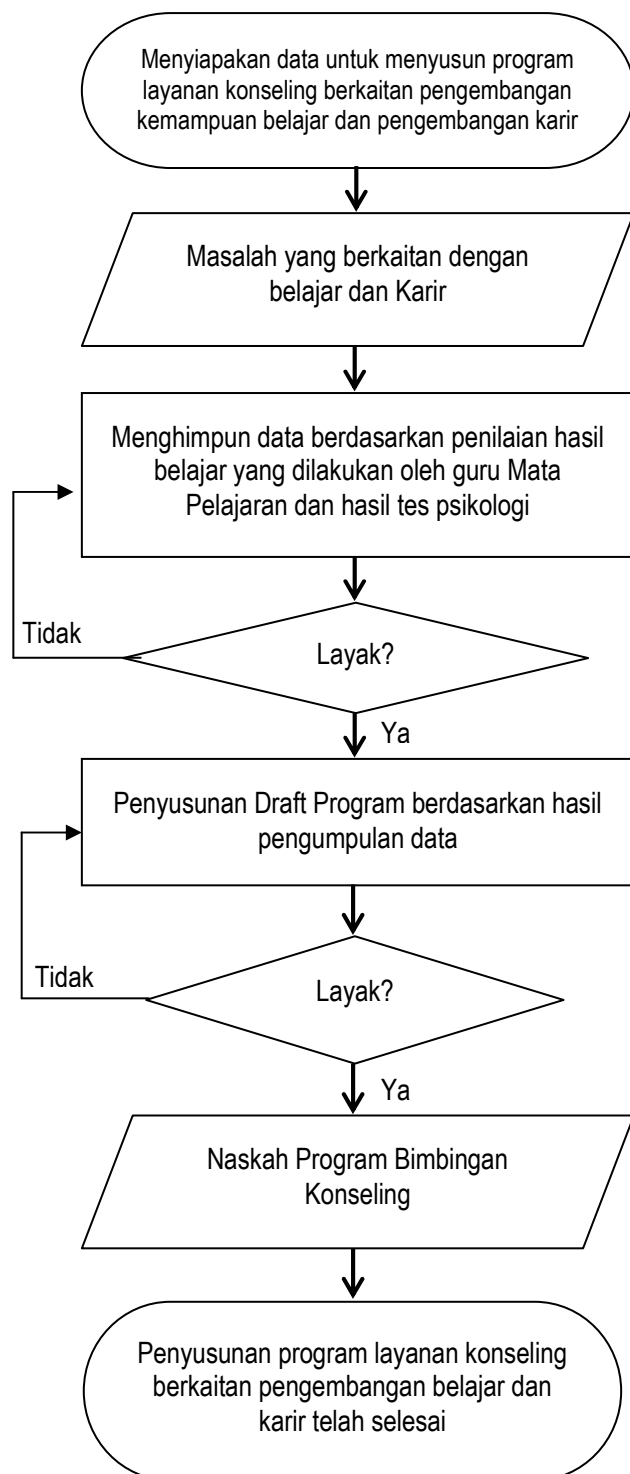 Menyiapakan data untuk menyusun program
layanan konseling berkaitan pengembangan
kemampuan belajar dan pengembangan karir
Masalah yang berkaitan dengan
belajar dan Karir
Menghimpun data berdasarkan penilaian hasil
belajar yang dilakukan oleh guru Mata
Pelajaran dan hasil tes psikologi
Tidak
Layak?
Ya
Penyusunan Draft Program berdasarkan hasil
pengumpulan data
Tidak
Layak?
Ya
Naskah Program Bimbingan
Konseling
Penyusunan program layanan konseling
berkaitan pengembangan belajar dan
karir telah selesai